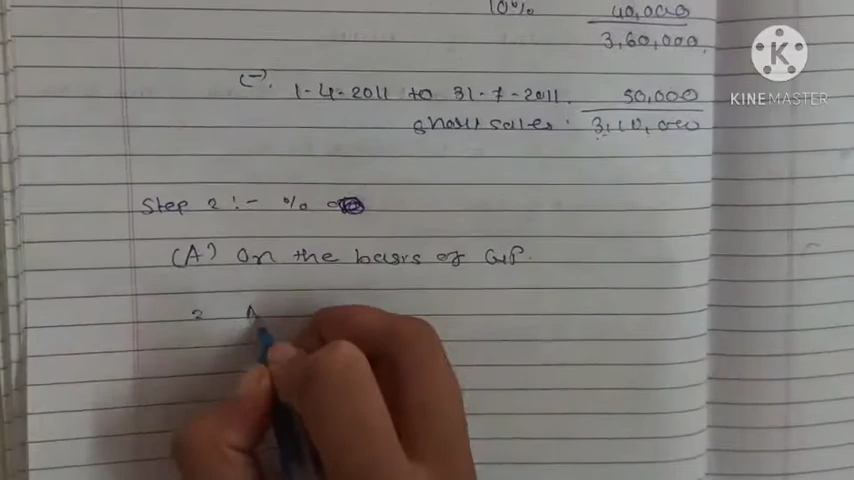 10% 40,000
3,60,000
(-) 1-4-2011 to 31-7-2011. 50,000
short sales: 3,10,000
Step 2 :- %
(A) On the basis of GP.
=
K
KINEMASTER